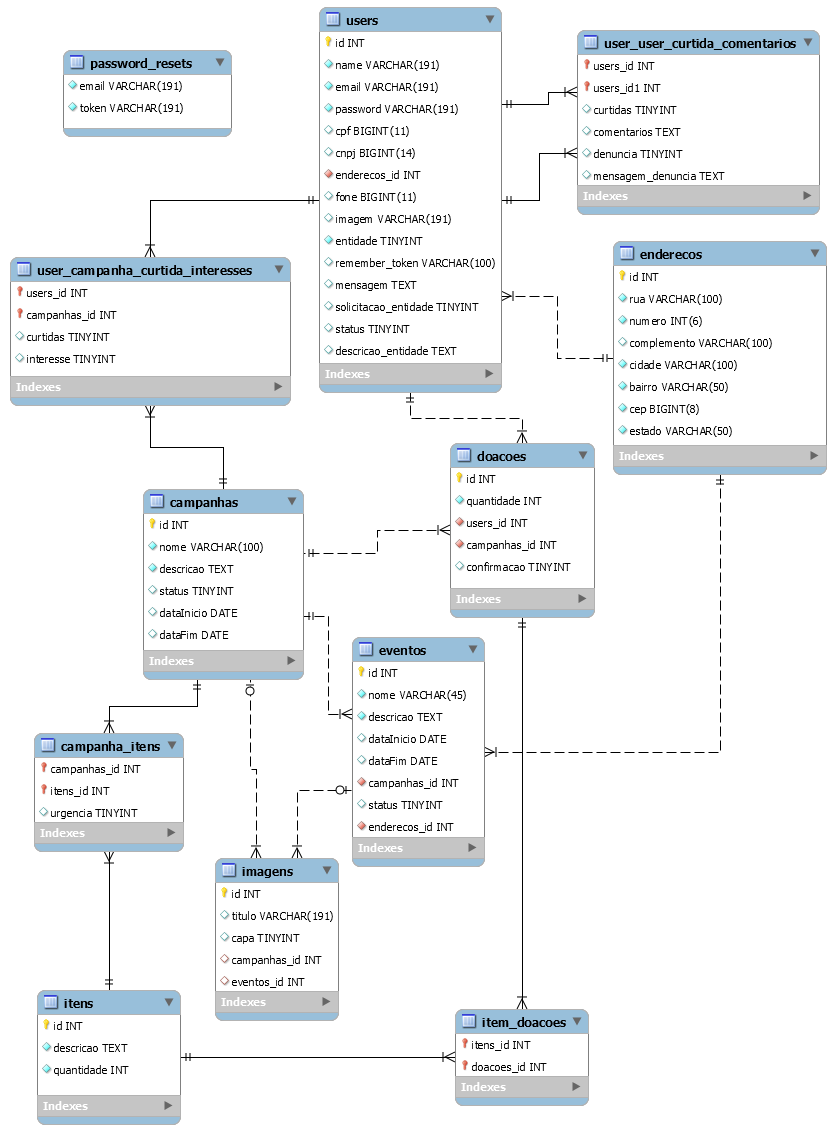 password_resets
email VARCHAR(191)
token VARCHAR(191)
users
id INT
name VARCHAR(191)
email VARCHAR(191)
password VARCHAR(191)
cpf BIGINT(11)
cnpj BIGINT(14)
enderecos_id INT
fone BIGINT(11)
imagem VARCHAR(191)
entidade TINYINT
remember_token VARCHAR(100)
mensagem TEXT
solicitacao_entidade TINYINT
status TINYINT
descricao_entidade TEXT
Indexes
user_user_curtida_comentarios
users_id INT
users_id1 INT
curtidas TINYINT
comentarios TEXT
denuncia TINYINT
mensagem_denuncia TEXT
Indexes
user_campanha_curtida_interesses
users_id INT
campanhas_id INT
curtidas TINYINT
interesse TINYINT
Indexes
enderecos
id INT
rua VARCHAR(100)
numero INT(6)
complemento VARCHAR(100)
cidade VARCHAR(100)
bairro VARCHAR(50)
cep BIGINT(8)
estado VARCHAR(50)
Indexes
doacoes
id INT
quantidade INT
users_id INT
campanhas_id INT
confirmacao TINYINT
Indexes
campanhas
id INT
nome VARCHAR(100)
descricao TEXT
status TINYINT
dataInicio DATE
dataFim DATE
Indexes
eventos
id INT
nome VARCHAR(45)
descricao TEXT
dataInicio DATE
dataFim DATE
campanhas_id INT
status TINYINT
enderecos_id INT
Indexes
campanha_itens
campanhas_id INT
itens_id INT
urgencia TINYINT
Indexes
imagens
id INT
titulo VARCHAR(191)
capa TINYINT
campanhas_id INT
eventos_id INT
Indexes
itens
id INT
descricao TEXT
quantidade INT
Indexes
item_doacoes
itens_id INT
doacoes_id INT
Indexes